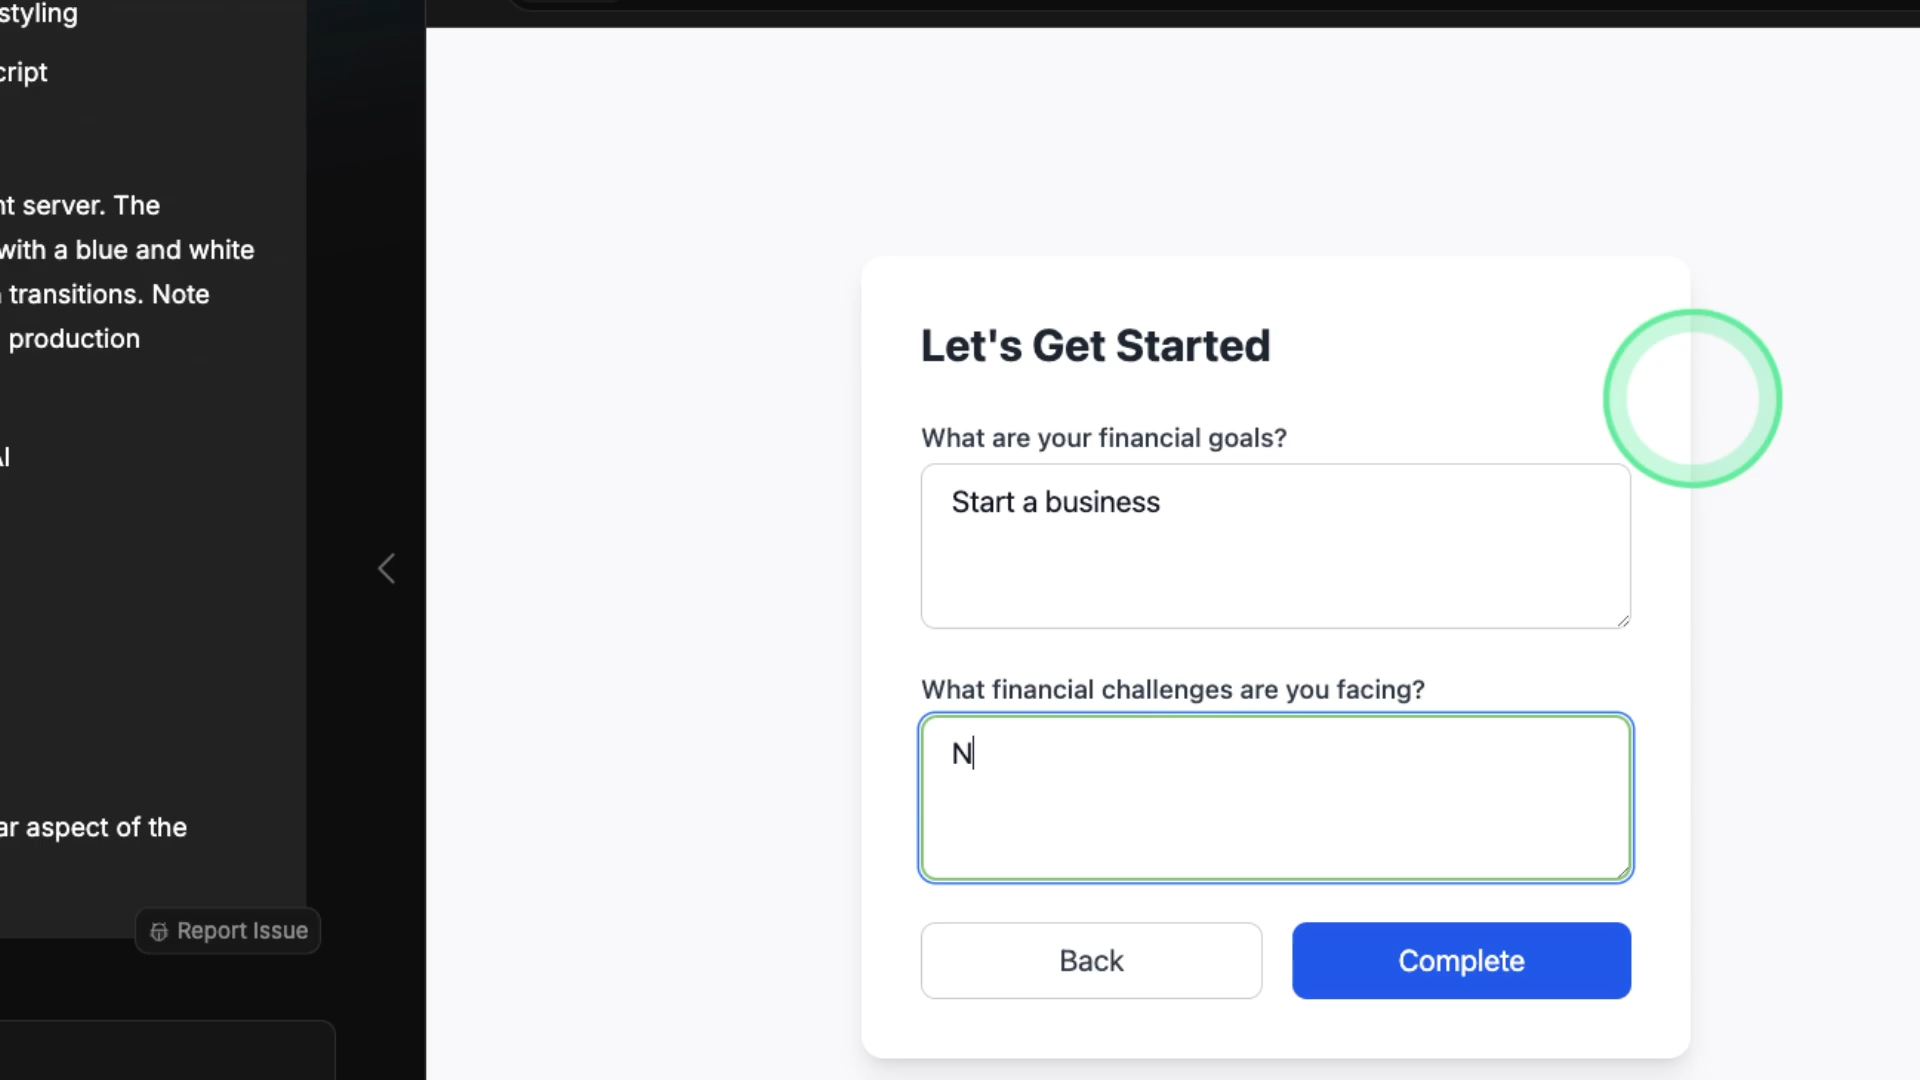 styling
cript
nt server. The
with a blue and white
transitions. Note
production
AI
ar aspect of the
Report Issue
Let's Get Started
What are your financial goals?
Start a business
What financial challenges are you facing?
N
Back
Complete